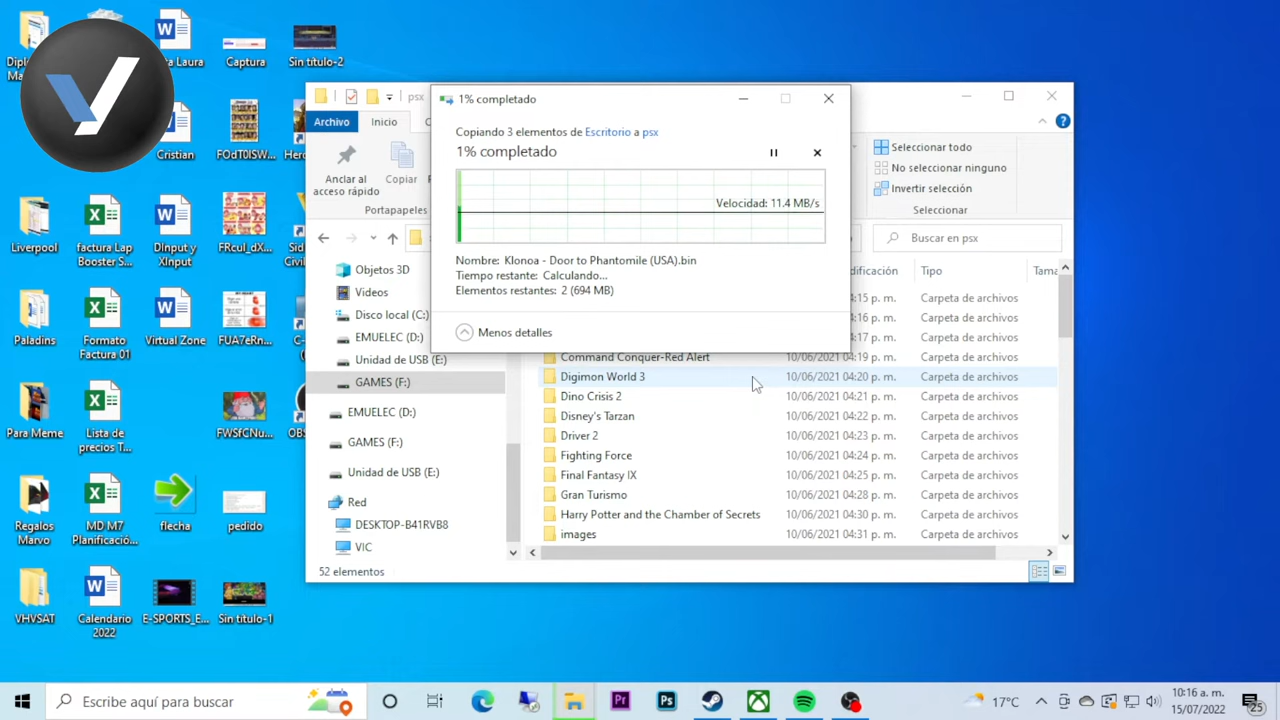 Captura
Sin título-2
Cristian
FOdT0ISW...
Liverpool
factura Lap
Booster S...
DInput y
XInput
FRcul_dX...
Paladins
Formato
Factura 01
Virtual Zone
FUA7eRn...
Para Meme
Lista de
precios T...
FWSfCNu...
Regalos
Marvo
MD M7
Planificació...
flecha
pedido
VHVSAT
Calendario
2022
E-SPORTS_E...
Sin título-1
psx
Archivo
Inicio
Anclar al
acceso rápido
Copiar
Portapapeles
Seleccionar todo
No seleccionar ninguno
Invertir selección
Seleccionar
Buscar en psx
1% completado
Copiando 3 elementos de Escritorio a psx
1% completado
Velocidad: 11.4 MB/s
Nombre: Klonoa - Door to Phantomile (USA).bin
Tiempo restante: Calculando...
Elementos restantes: 2 (694 MB)
Menos detalles
Objetos 3D
Videos
Disco local (C:)
EMUELEC (D:)
Unidad de USB (E:)
GAMES (F:)
EMUELEC (D:)
GAMES (F:)
Unidad de USB (E:)
Red
DESKTOP-B41RVB8
VIC
dificación Tipo Tama
04:15 p. m. Carpeta de archivos
04:16 p. m. Carpeta de archivos
04:17 p. m. Carpeta de archivos
Command Conquer-Red Alert 10/06/2021 04:19 p. m. Carpeta de archivos
Digimon World 3 10/06/2021 04:20 p. m. Carpeta de archivos
Dino Crisis 2 10/06/2021 04:21 p. m. Carpeta de archivos
Disney's Tarzan 10/06/2021 04:22 p. m. Carpeta de archivos
Driver 2 10/06/2021 04:23 p. m. Carpeta de archivos
Fighting Force 10/06/2021 04:24 p. m. Carpeta de archivos
Final Fantasy IX 10/06/2021 04:25 p. m. Carpeta de archivos
Gran Turismo 10/06/2021 04:28 p. m. Carpeta de archivos
Harry Potter and the Chamber of Secrets 10/06/2021 04:30 p. m. Carpeta de archivos
images 10/06/2021 04:31 p. m. Carpeta de archivos
52 elementos
Escribe aquí para buscar
Pr
Ps
17°C
10:16 a. m.
15/07/2022
25